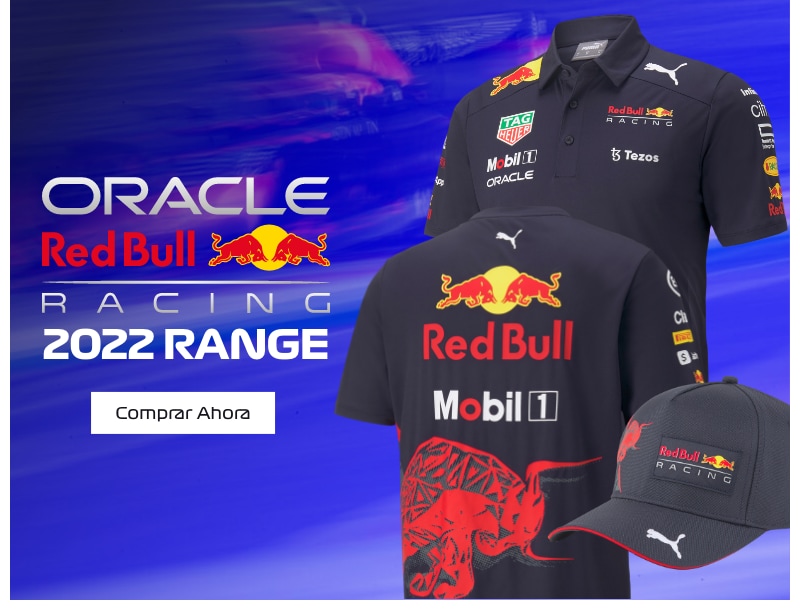 ORACLE
Red Bull
RACING
2022 RANGE
Comprar Ahora
TAG
HEUER
Mobil 1
ORACLE
Red Bull
RACING
Tezos
Red Bull
Mobil 1
Red Bull
RACING